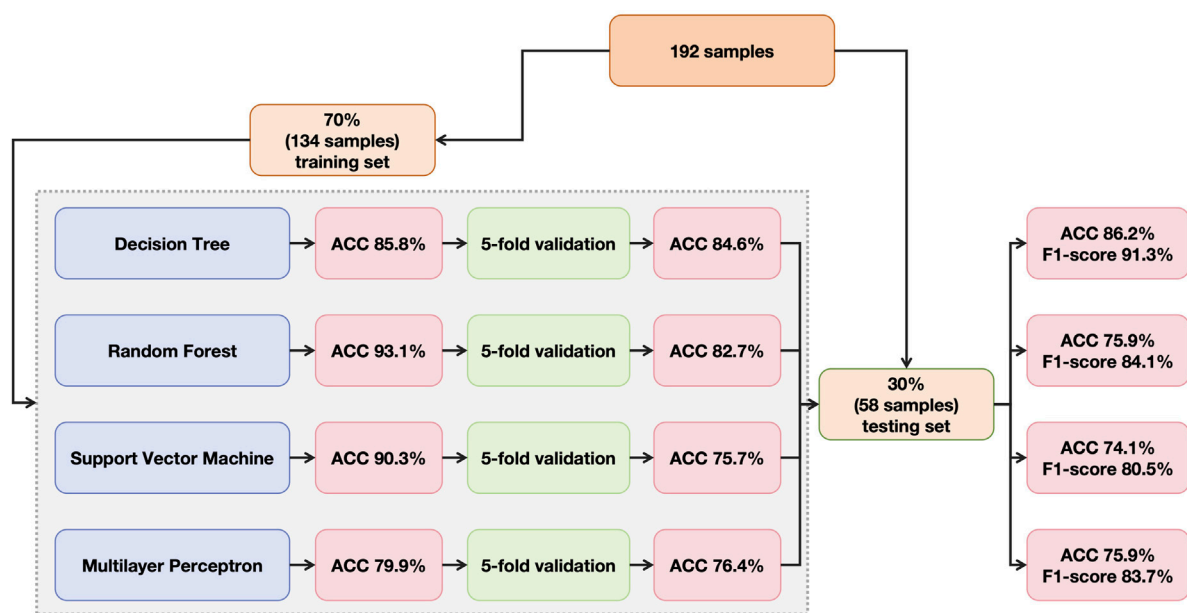 192 samples
70%
(134 samples)
training set
Decision Tree
ACC 85.8%
5-fold validation
ACC 84.6%
Random Forest
ACC 93.1%
5-fold validation
ACC 82.7%
Support Vector Machine
ACC 90.3%
5-fold validation
ACC 75.7%
Multilayer Perceptron
ACC 79.9%
5-fold validation
ACC 76.4%
30%
(58 samples)
testing set
ACC 86.2%
F1-score 91.3%
ACC 75.9%
F1-score 84.1%
ACC 74.1%
F1-score 80.5%
ACC 75.9%
F1-score 83.7%